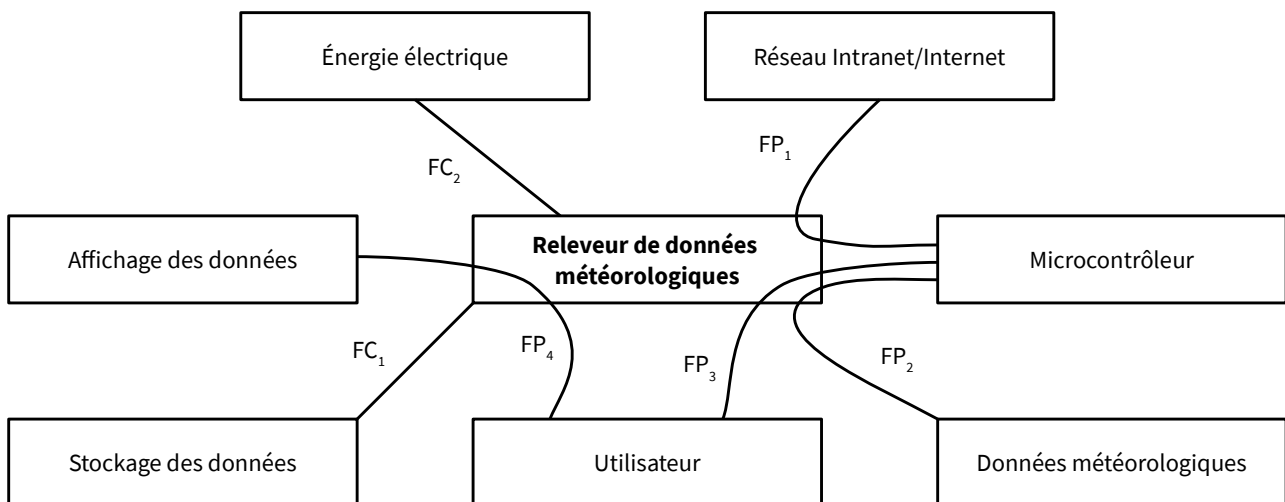 Énergie électrique
Réseau Intranet/Internet
FP₁
FC₂
Affichage des données
Releveur de données
météorologiques
Microcontrôleur
FC₁
FP₄
FP₃
FP₂
Stockage des données
Utilisateur
Données météorologiques